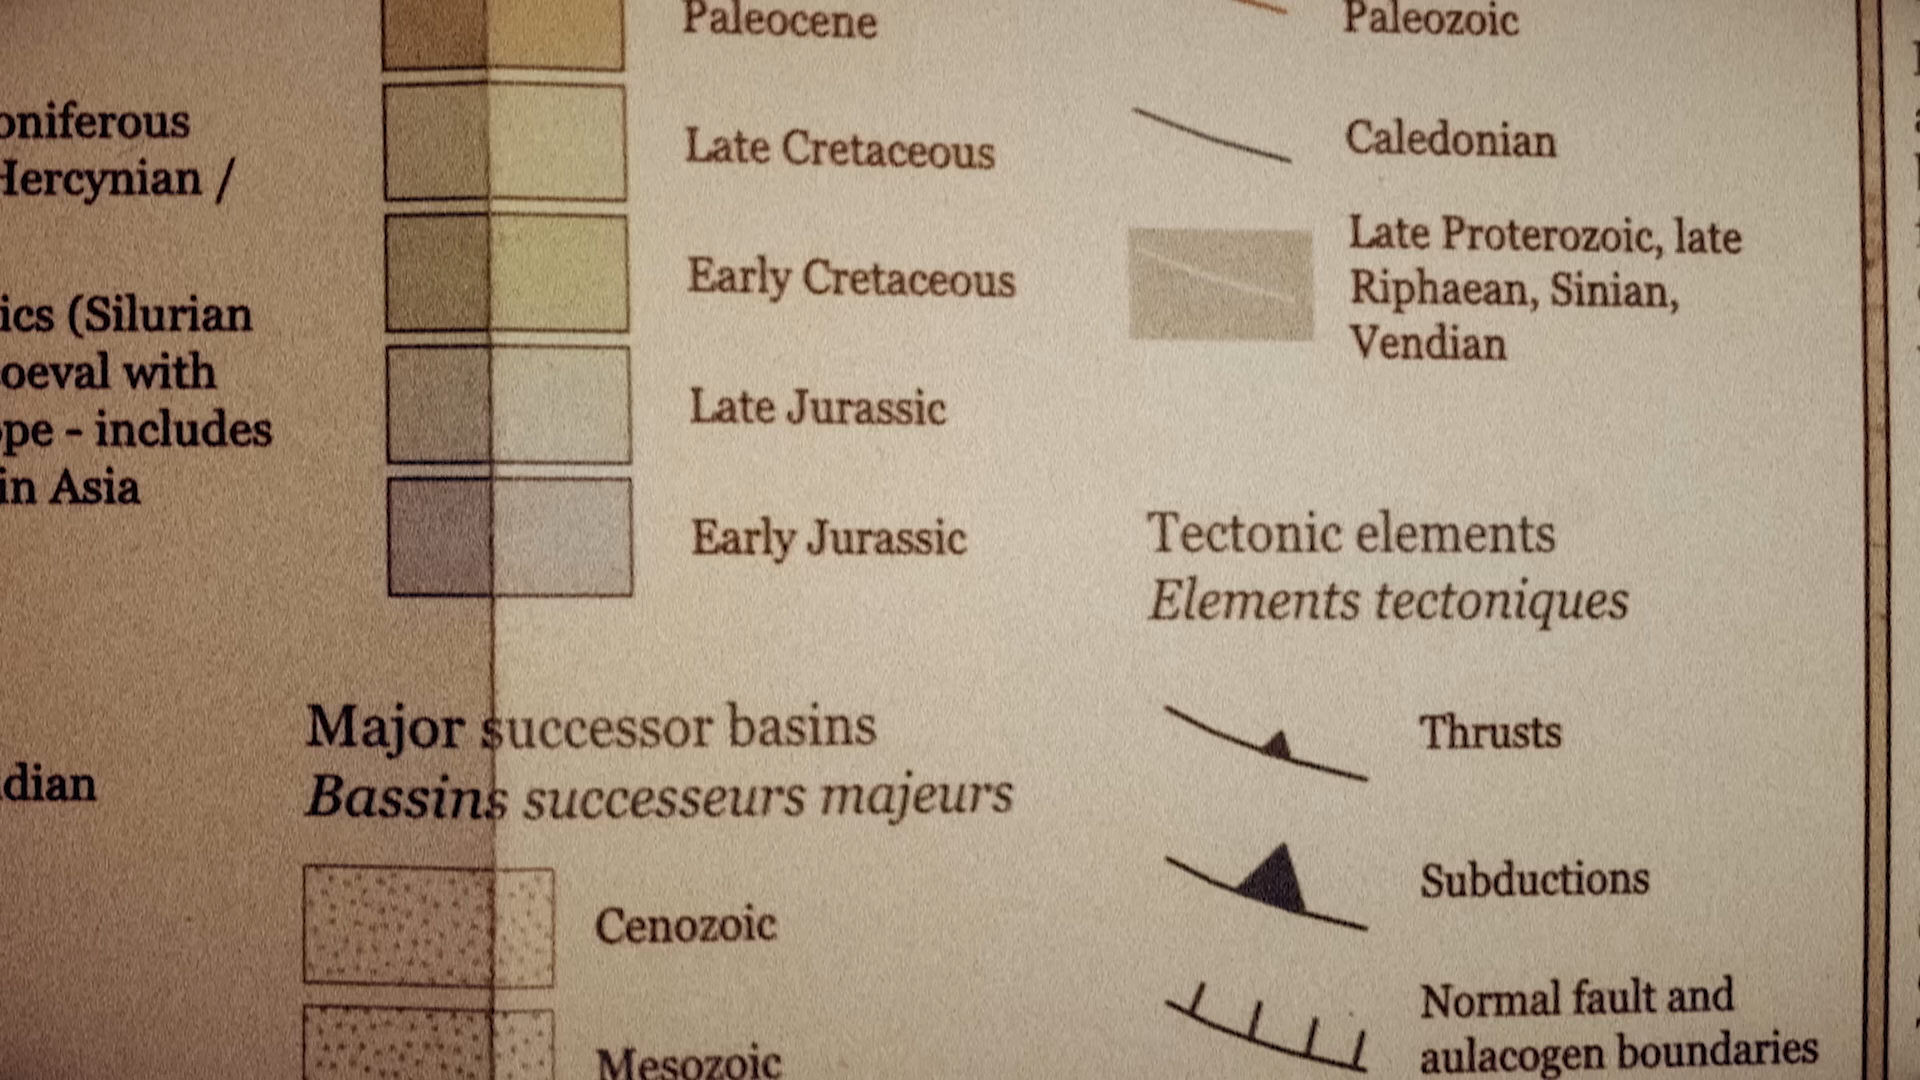 oniferous
Hercynian /
ics (Silurian
oeval with
pe - includes
in Asia
dian
Paleocene
Late Cretaceous
Early Cretaceous
Late Jurassic
Early Jurassic
Major successor basins
Bassins successeurs majeurs
Cenozoic
Mesozoic
Paleozoic
Caledonian
Late Proterozoic, late
Riphaean, Sinian,
Vendian
Tectonic elements
Elements tectoniques
Thrusts
Subductions
Normal fault and
aulacogen boundaries